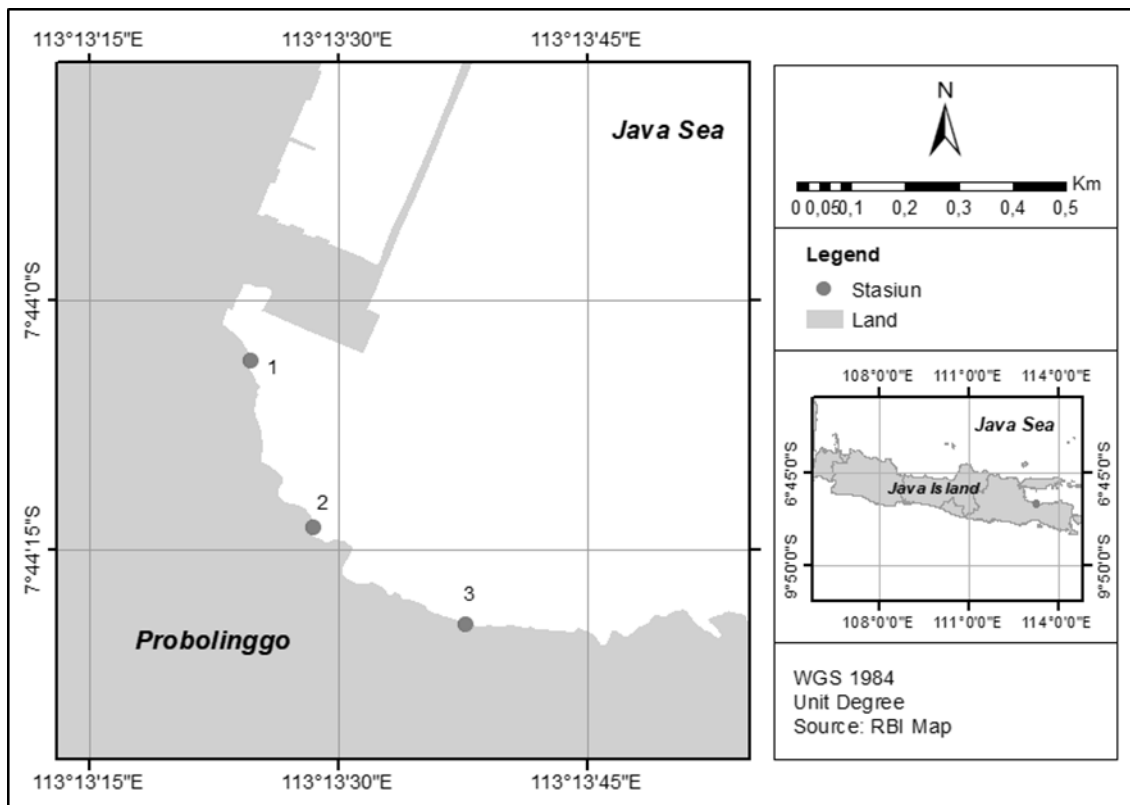 113°13'15"E 113°13'30"E 113°13'45"E
Java Sea
7°44'0"S
1
2
7°44'15"S
3
Probolinggo
113°13'15"E 113°13'30"E 113°13'45"E
N
Km
0 0,050,1 0,2 0,3 0,4 0,5
Legend
Stasiun
Land
108°0'0"E 111°0'0"E 114°0'0"E
Java Sea
6°45'0"S 6°45'0"S
Java Island
9°50'0"S 9°50'0"S
108°0'0"E 111°0'0"E 114°0'0"E
WGS 1984
Unit Degree
Source: RBI Map